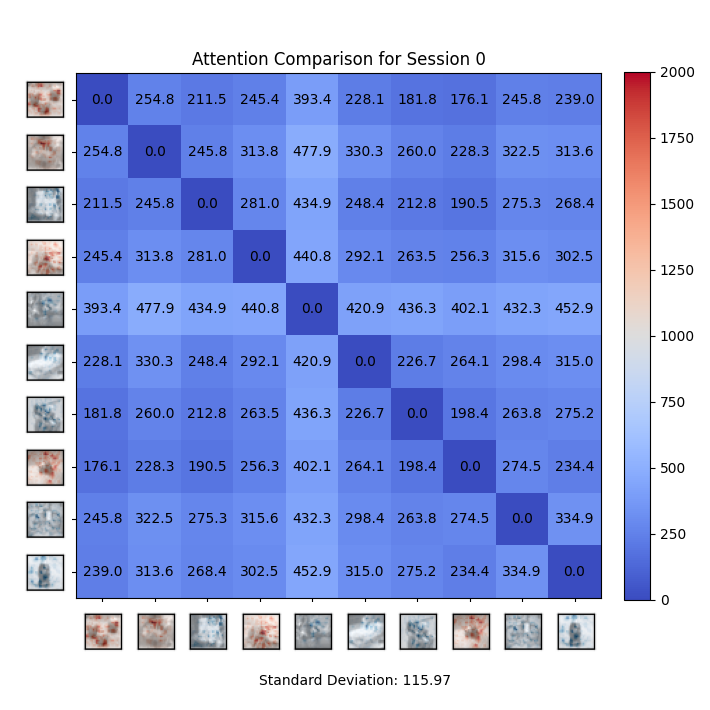 Attention Comparison for Session 0
0.0 254.8 211.5 245.4 393.4 228.1 181.8 176.1 245.8 239.0
254.8 0.0 245.8 313.8 477.9 330.3 260.0 228.3 322.5 313.6
211.5 245.8 0.0 281.0 434.9 248.4 212.8 190.5 275.3 268.4
245.4 313.8 281.0 0.0 440.8 292.1 263.5 256.3 315.6 302.5
393.4 477.9 434.9 440.8 0.0 420.9 436.3 402.1 432.3 452.9
228.1 330.3 248.4 292.1 420.9 0.0 226.7 264.1 298.4 315.0
181.8 260.0 212.8 263.5 436.3 226.7 0.0 198.4 263.8 275.2
176.1 228.3 190.5 256.3 402.1 264.1 198.4 0.0 274.5 234.4
245.8 322.5 275.3 315.6 432.3 298.4 263.8 274.5 0.0 334.9
239.0 313.6 268.4 302.5 452.9 315.0 275.2 234.4 334.9 0.0
2000
1750
1500
1250
1000
750
500
250
0
Standard Deviation: 115.97